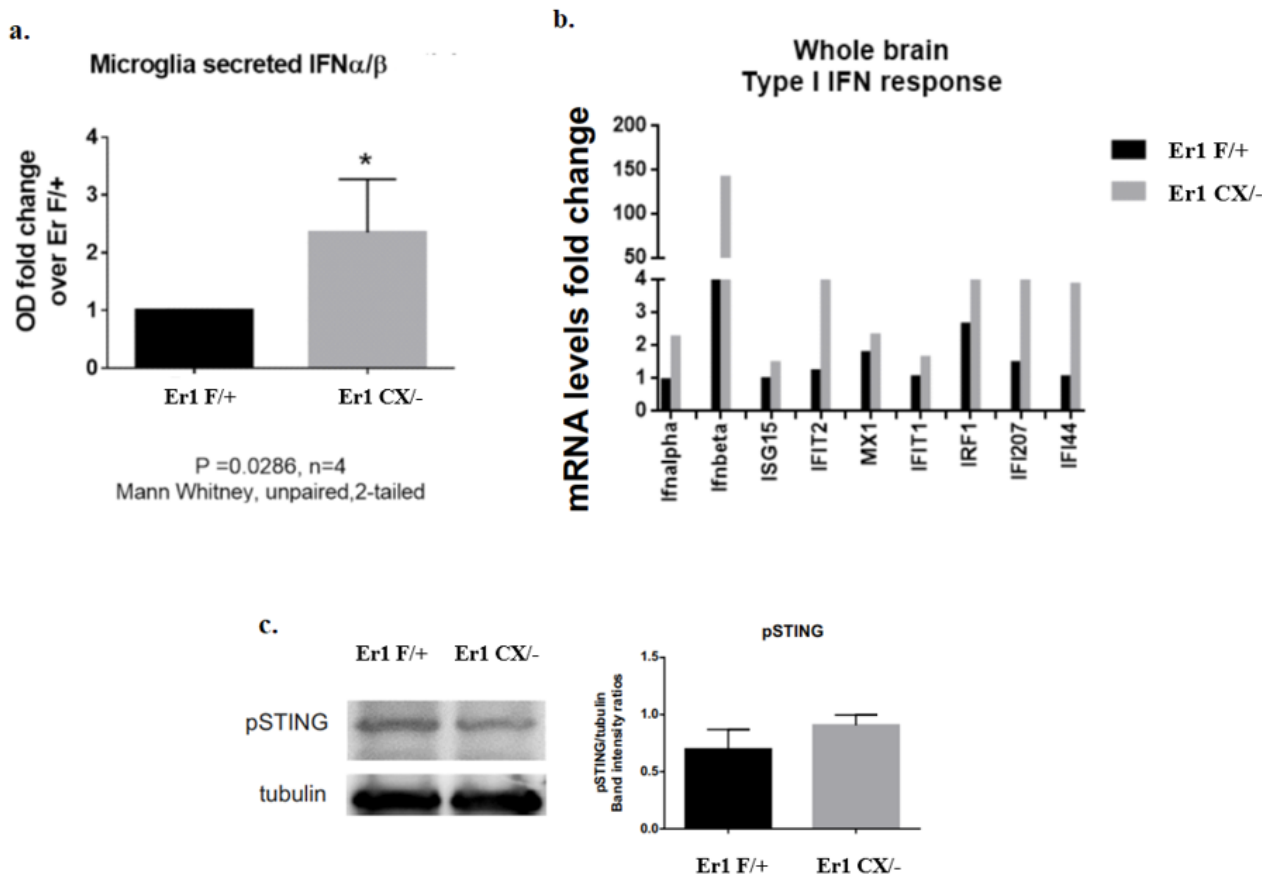 a.
Microglia secreted IFNα/β
OD fold change
over Er F/+
4
3
2
1
0
*
Er1 F/+
Er1 CX/-
P =0.0286, n=4
Mann Whitney, unpaired,2-tailed
b.
Whole brain
Type I IFN response
mRNA levels fold change
200
150
100
50
4
3
2
1
0
Ifnalpha
Ifnbeta
ISG15
IFIT2
MX1
IFIT1
IRF1
IFI207
IFI44
Er1 F/+
Er1 CX/-
c.
Er1 F/+ Er1 CX/-
pSTING
tubulin
pSTING
pSTING/tubulin
Band intensity ratios
1.5
1.0
0.5
0.0
Er1 F/+
Er1 CX/-